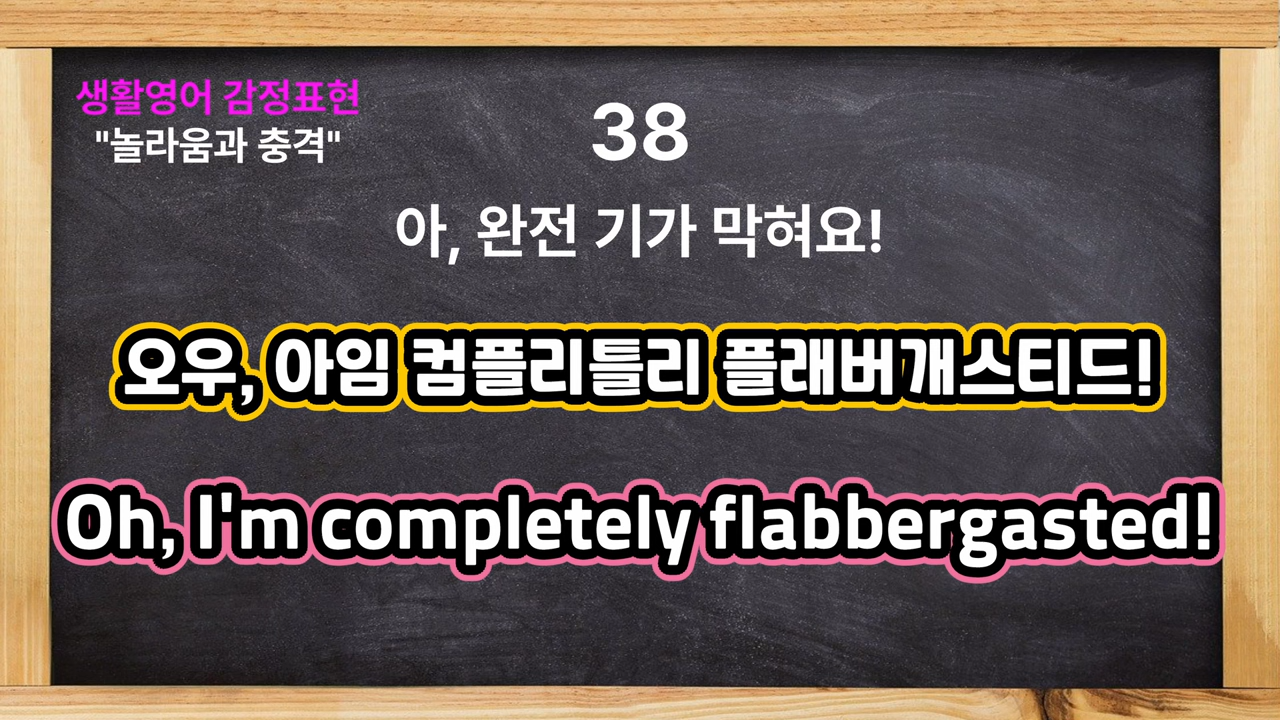 생활영어 감정표현
"놀라움과 충격"
38
아, 완전 기가 막혀요!
오우, 아임 컴플리틀리 플래버개스티드!
Oh, I'm completely flabbergasted!